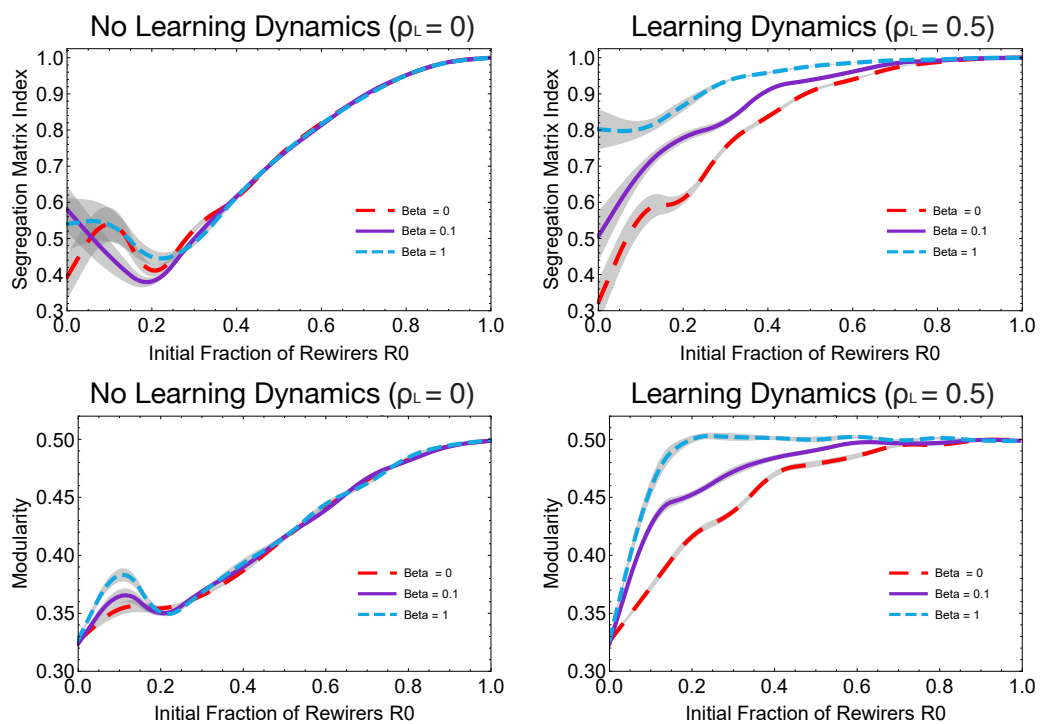 No Learning Dynamics (ρL = 0)
Segregation Matrix Index
1.0
0.9
0.8
0.7
0.6
0.5
0.4
0.3
0.0 0.2 0.4 0.6 0.8 1.0
Initial Fraction of Rewirers R0
Beta = 0
Beta = 0.1
Beta = 1
Learning Dynamics (ρL = 0.5)
Segregation Matrix Index
1.0
0.9
0.8
0.7
0.6
0.5
0.4
0.3
0.0 0.2 0.4 0.6 0.8 1.0
Initial Fraction of Rewirers R0
Beta = 0
Beta = 0.1
Beta = 1
No Learning Dynamics (ρL = 0)
Modularity
0.50
0.45
0.40
0.35
0.30
0.0 0.2 0.4 0.6 0.8 1.0
Initial Fraction of Rewirers R0
Beta = 0
Beta = 0.1
Beta = 1
Learning Dynamics (ρL = 0.5)
Modularity
0.50
0.45
0.40
0.35
0.30
0.0 0.2 0.4 0.6 0.8 1.0
Initial Fraction of Rewirers R0
Beta = 0
Beta = 0.1
Beta = 1